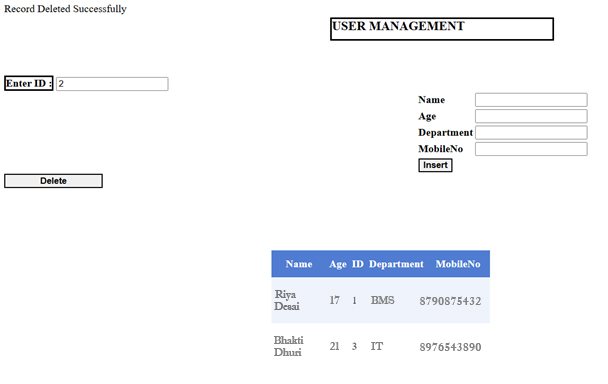 Record Deleted Successfully
USER MANAGEMENT
Enter ID : 2
Name
Age
Department
MobileNo
Insert
Delete
Name Age ID Department MobileNo
Riya Desai 17 1 BMS 8790875432
Bhakti Dhuri 21 3 IT 8976543890